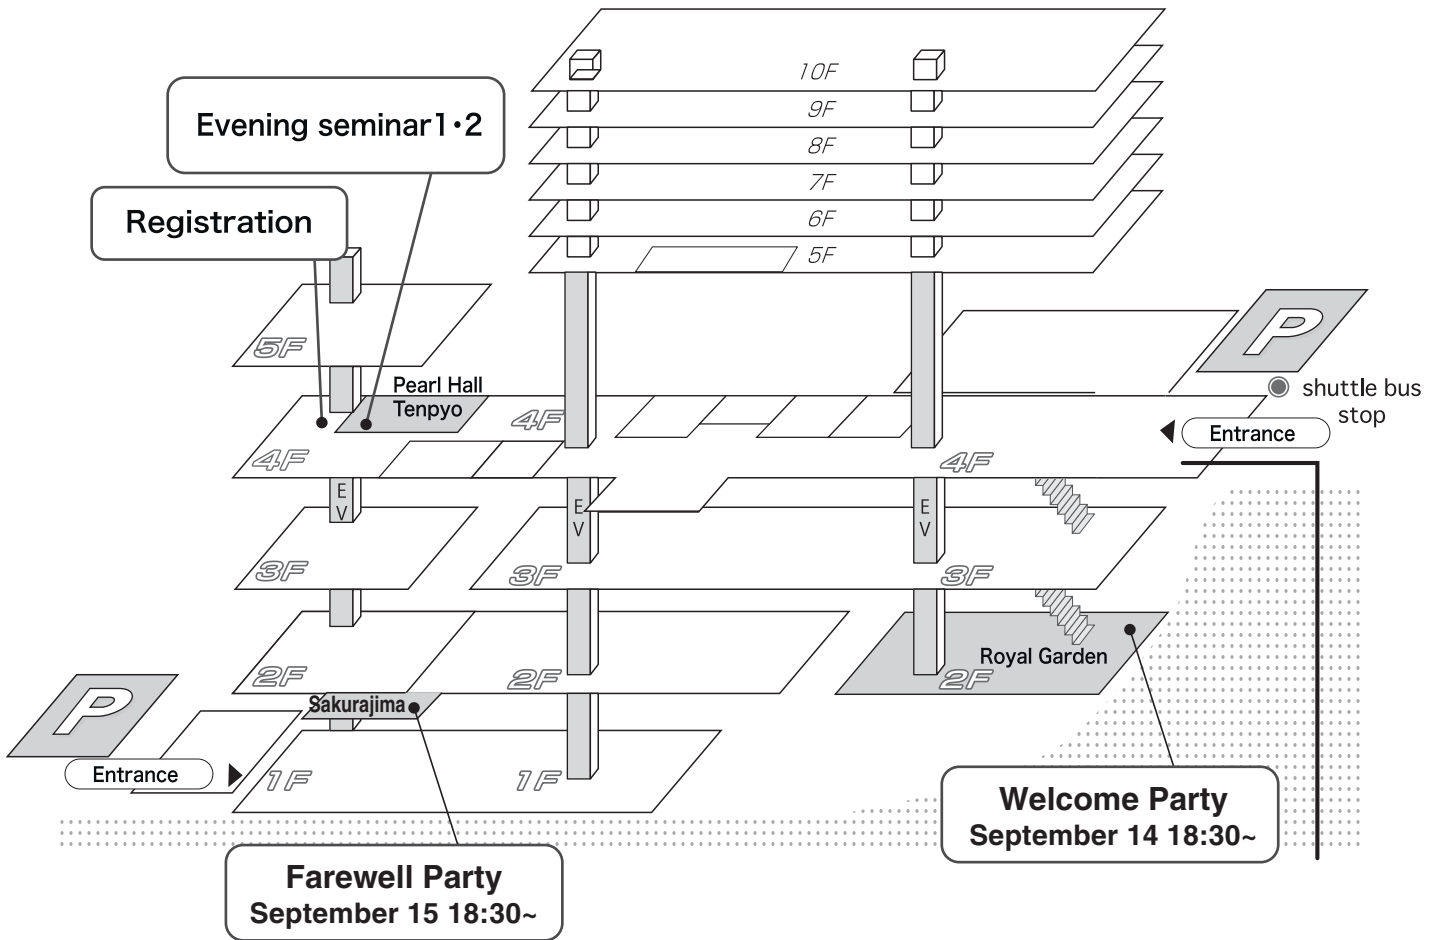 10F
9F
8F
7F
6F
5F
Evening seminar1・2
Registration
5F
P
shuttle bus
stop
Entrance
Pearl Hall
Tenpyo
4F
4F
4F
E
V
E
V
E
V
3F
3F
3F
2F
2F
Royal Garden
2F
Sakurajima
P
Entrance
1F
1F
Welcome Party
September 14 18:30~
Farewell Party
September 15 18:30~